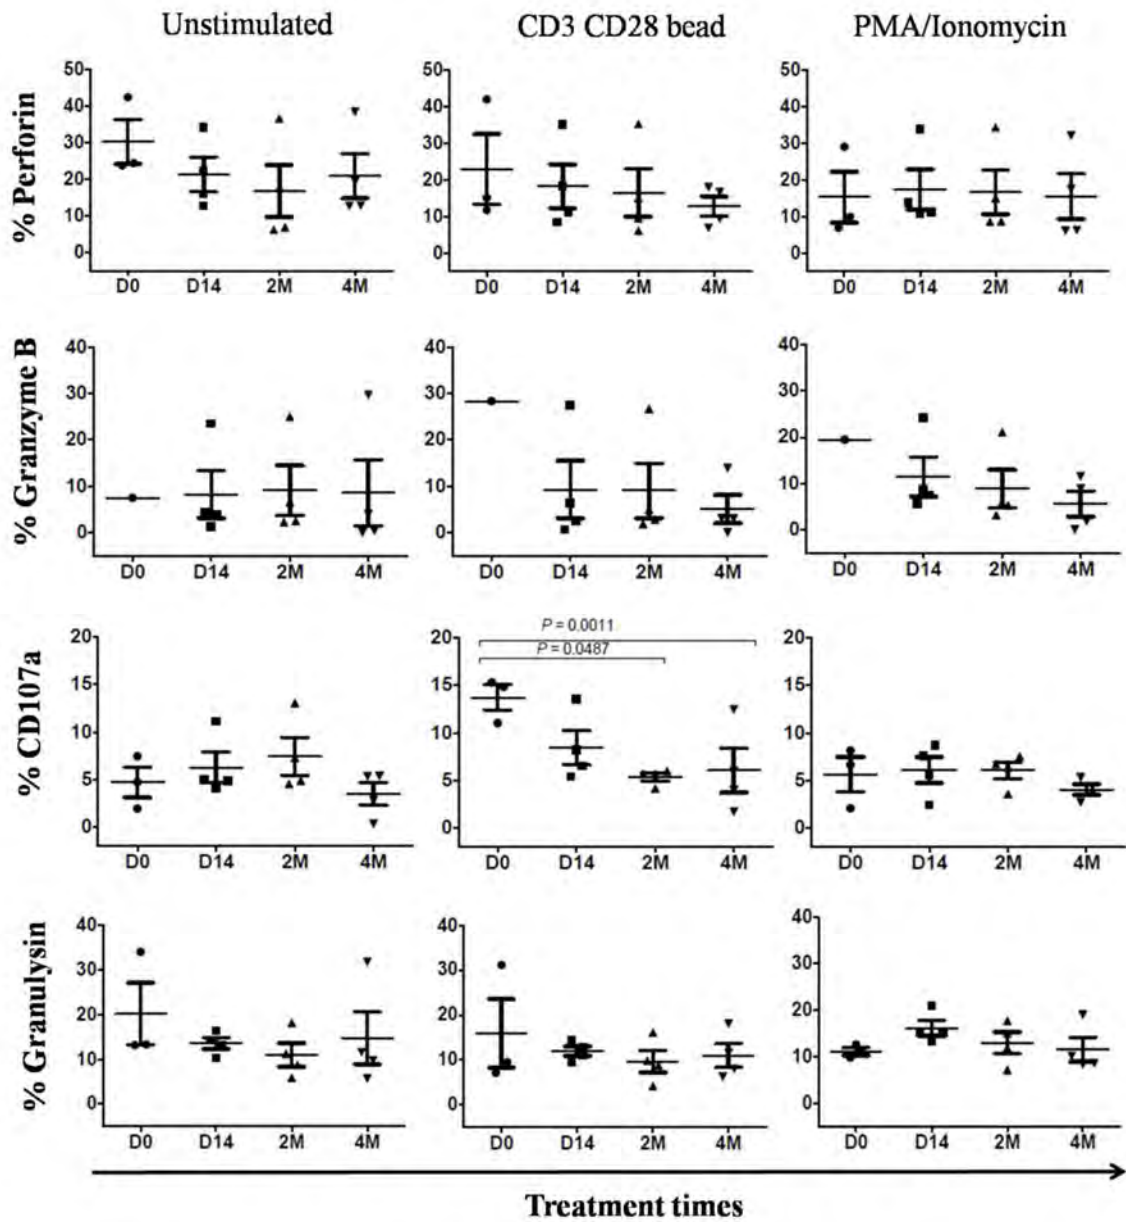 Unstimulated CD3 CD28 bead PMA/Ionomycin
% Perforin
50 50 50
40 40 40
30 30 30
20 20 20
10 10 10
0 0 0
D0 D14 2M 4M D0 D14 2M 4M D0 D14 2M 4M
% Granzyme B
40 40 40
30 30 30
20 20 20
10 10 10
0 0 0
D0 D14 2M 4M D0 D14 2M 4M D0 D14 2M 4M
% CD107a
P = 0.0011
P = 0.0487
20 20 20
15 15 15
10 10 10
5 5 5
0 0 0
D0 D14 2M 4M D0 D14 2M 4M D0 D14 2M 4M
% Granulysin
40 40 40
30 30 30
20 20 20
10 10 10
0 0 0
D0 D14 2M 4M D0 D14 2M 4M D0 D14 2M 4M
Treatment times